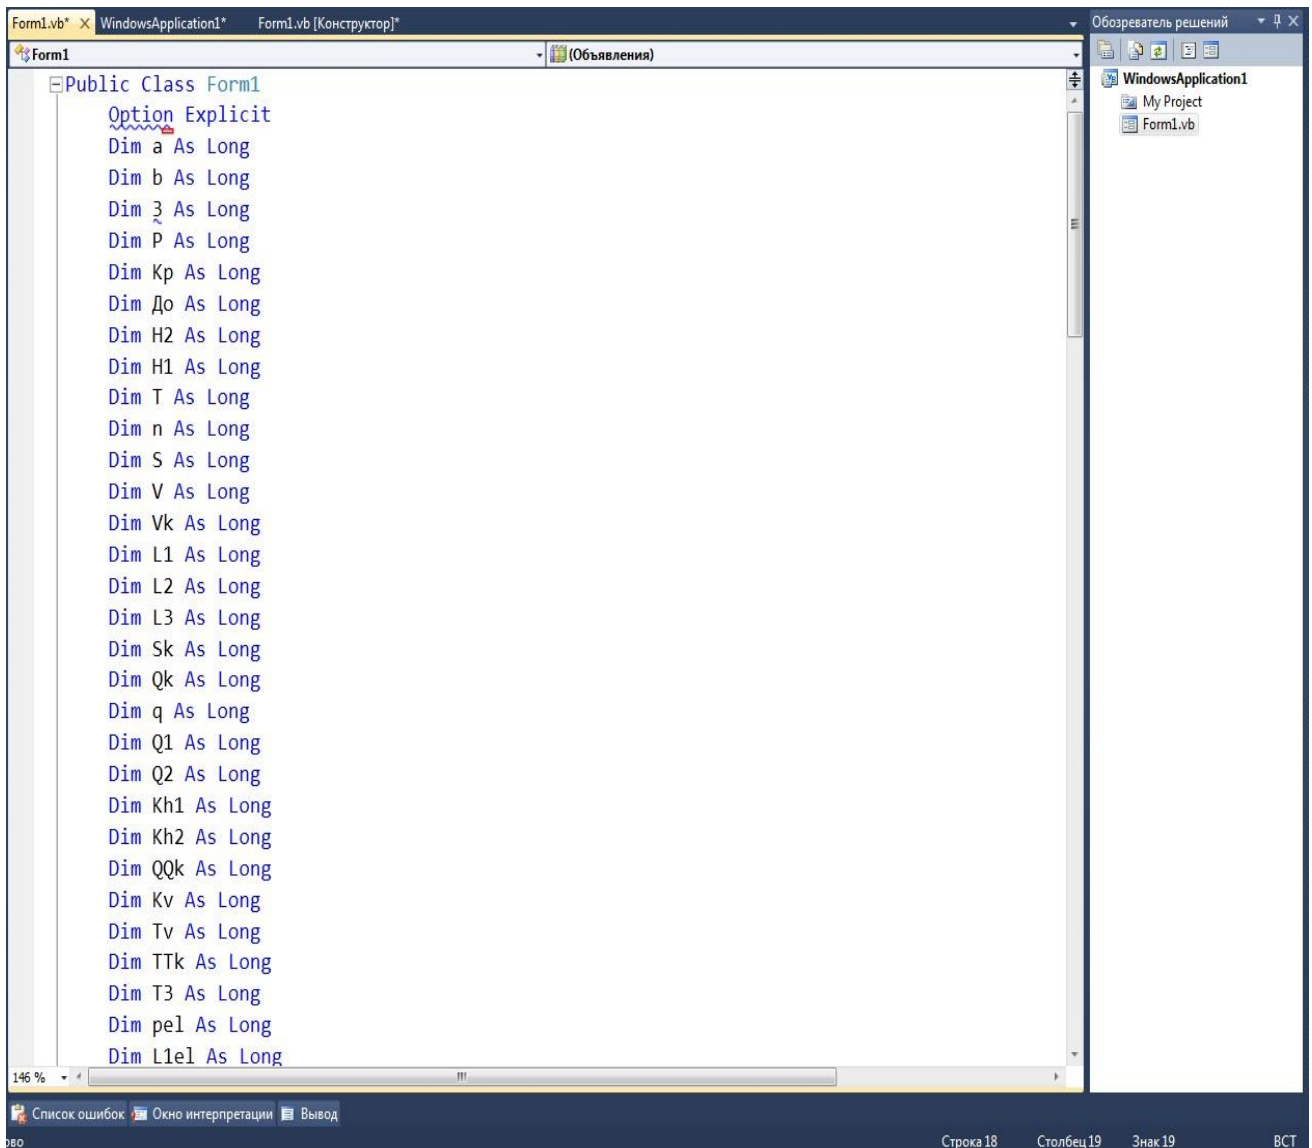 Form1.vb* X WindowsApplication1* Form1.vb [Конструктор]*
Обозреватель решений
Form1 (Объявления)
WindowsApplication1
My Project
Form1.vb
Public Class Form1
Option Explicit
Dim a As Long
Dim b As Long
Dim 3 As Long
Dim P As Long
Dim Kp As Long
Dim До As Long
Dim H2 As Long
Dim H1 As Long
Dim T As Long
Dim n As Long
Dim S As Long
Dim V As Long
Dim Vk As Long
Dim L1 As Long
Dim L2 As Long
Dim L3 As Long
Dim Sk As Long
Dim Qk As Long
Dim q As Long
Dim Q1 As Long
Dim Q2 As Long
Dim Kh1 As Long
Dim Kh2 As Long
Dim QQk As Long
Dim Kv As Long
Dim Tv As Long
Dim TTk As Long
Dim T3 As Long
Dim pel As Long
Dim L1el As Long
146 %
Список ошибок Окно интерпретации Вывод
ово Строка 18 Столбец 19 Знак 19 ВСТ